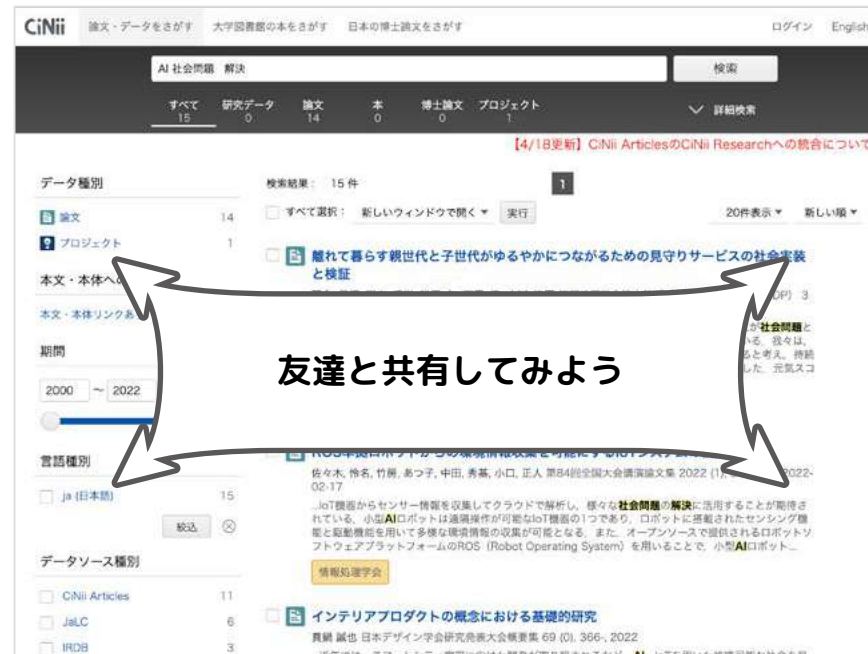 CiNii 論文・データをさがす 大学図書館の本をさがす 日本の博士論文をさがす ログイン English
AI 社会問題 解決 検索
すべて 研究データ 論文 本 博士論文 プロジェクト
15 0 14 0 0 1
詳細検索
【4/18更新】CiNii ArticlesのCiNii Researchへの統合について
データ種別
論文 14
プロジェクト 1
本文・本体へ
本文・本体リンクあ
期間
2000 ~ 2022
言語種別
ja (日本語) 15
絞込
データソース種別
CiNii Articles 11
JaLC 6
IRDB 3
検索結果: 15 件 1
すべて選択: 新しいウィンドウで開く 実行 20件表示 新しい順
離れて暮らす親世代と子世代がゆるやかにつながるための見守りサービスの社会実装
と検証
DP) 3
が社会問題と
いる. 我々は,
ると考え, 持続
した, 元気スコ
友達と共有してみよう
佐々木, 怜名, 竹房, あつ子, 中田, 秀基, 小口, 正人 第84回全国大会講演論文集 2022 (1), 2022-
02-17
...IoT機器からセンサー情報を収集してクラウドで解析し, 様々な社会問題の解決に活用することが期待さ
れている. 小型AIロボットは遠隔操作が可能なIoT機器の1つであり, ロボットに搭載されたセンシング機
能と駆動機能を用いて多様な環境情報の収集が可能となる. また, オープンソースで提供されるロボットソ
フトウェアプラットフォームのROS (Robot Operating System) を用いることで, 小型AIロボット...
情報処理学会
インテリアプロダクトの概念における基礎的研究
真鍋 誠也 日本デザイン学会研究発表大会概要集 69 (0), 366-, 2022